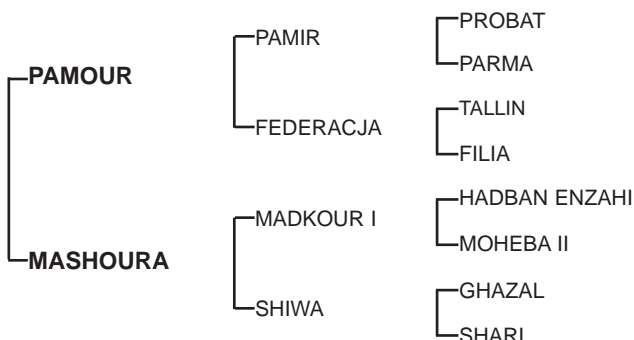 PROBAT
PAMIR
PARMA
PAMOUR
TALLIN
FEDERACJA
FILIA
HADBAN ENZAHI
MADKOUR I
MOHEBA II
MASHOURA
GHAZAL
SHIWA
SHARI